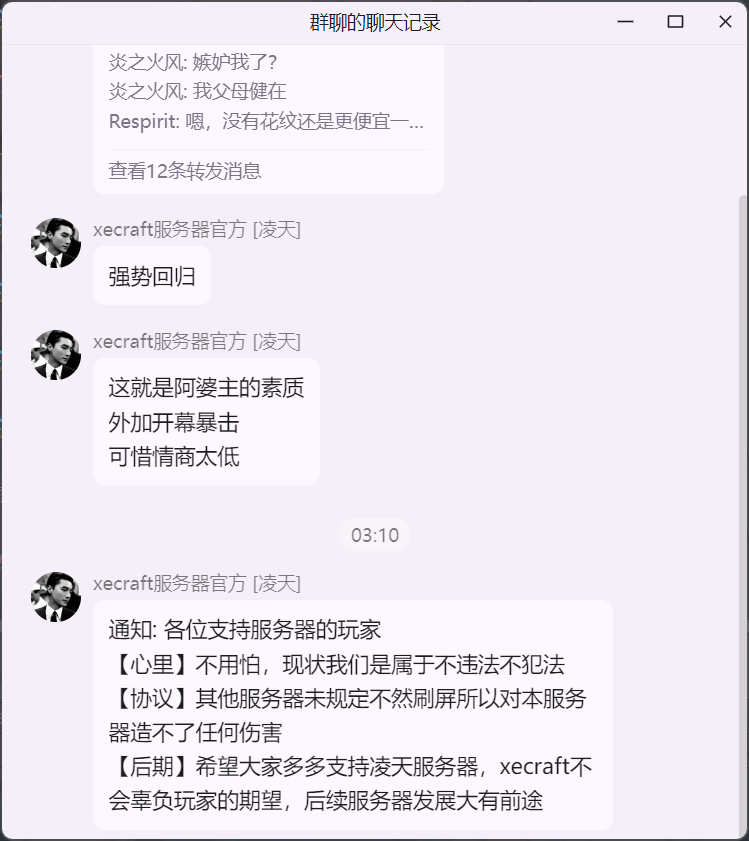 群聊的聊天记录
炎之火风: 嫉妒我了?
炎之火风: 我父母健在
Respirit: 嗯，没有花纹还是更便宜一...
查看12条转发消息
xecraft服务器官方 [凌天]
强势回归
xecraft服务器官方 [凌天]
这就是阿婆主的素质
外加开幕暴击
可惜情商太低
03:10
xecraft服务器官方 [凌天]
通知: 各位支持服务器的玩家
【心里】不用怕，现状我们是属于不违法不犯法
【协议】其他服务器未规定不然刷屏所以对本服务
器造不了任何伤害
【后期】希望大家多多支持凌天服务器，xecraft不
会辜负玩家的期望，后续服务器发展大有前途